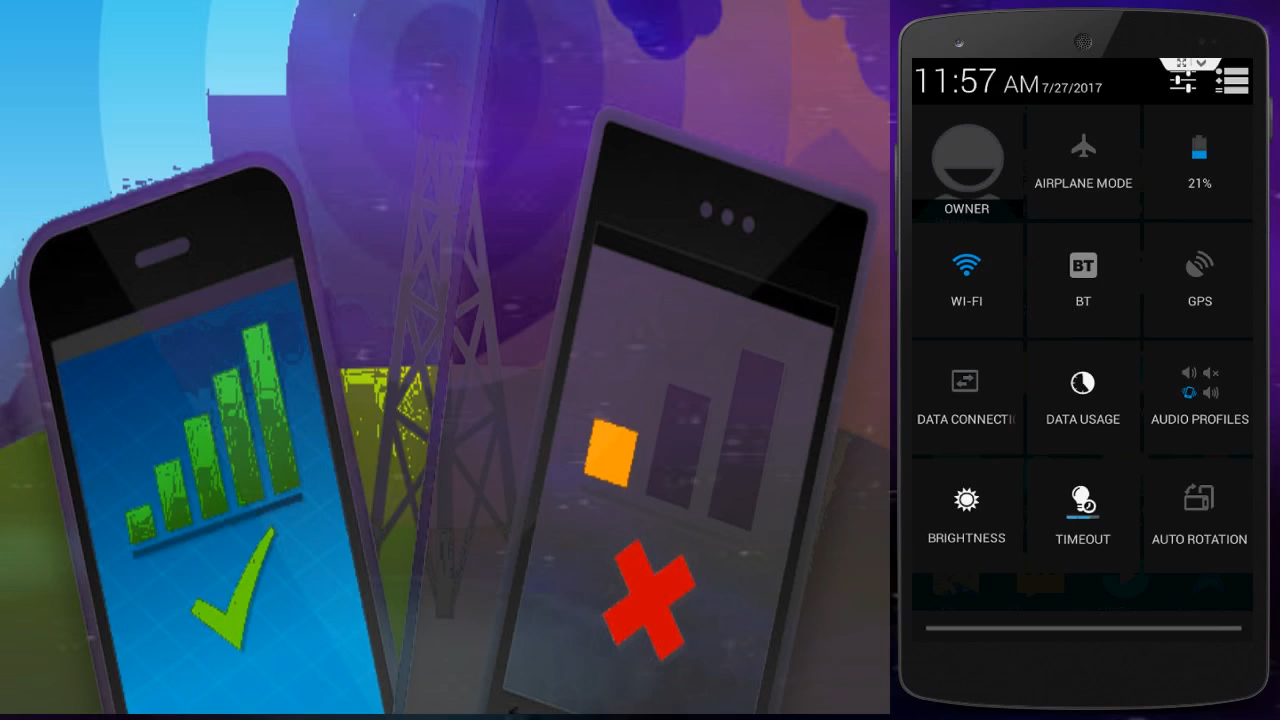 11:57 AM 7/27/2017
OWNER
AIRPLANE MODE
21%
WI-FI
BT
BT
GPS
DATA CONNECTI
DATA USAGE
AUDIO PROFILES
BRIGHTNESS
TIMEOUT
AUTO ROTATION